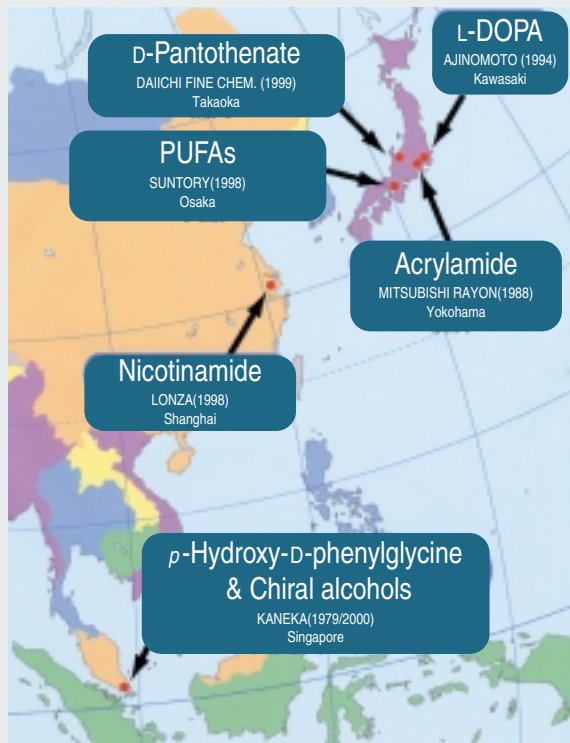 D-Pantothenate
DAIICHI FINE CHEM. (1999)
Takaoka
L-DOPA
AJINOMOTO (1994)
Kawasaki
PUFAs
SUNTORY(1998)
Osaka
Acrylamide
MITSUBISHI RAYON(1988)
Yokohama
Nicotinamide
LONZA(1998)
Shanghai
p-Hydroxy-D-phenylglycine
& Chiral alcohols
KANEKA(1979/2000)
Singapore